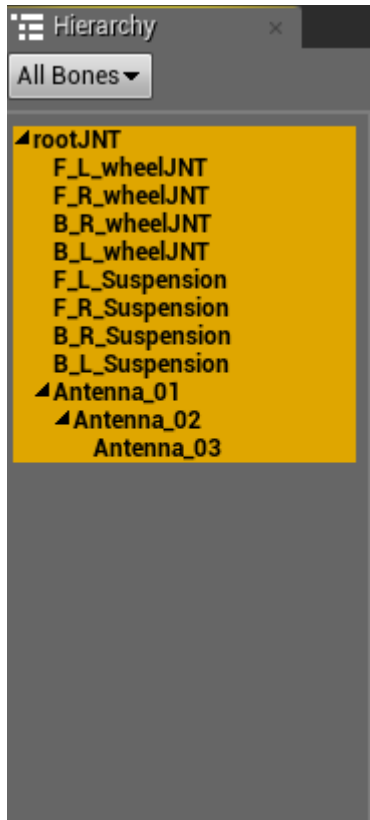 Hierarchy
All Bones
rootJNT
F_L_wheelJNT
F_R_wheelJNT
B_R_wheelJNT
B_L_wheelJNT
F_L_Suspension
F_R_Suspension
B_R_Suspension
B_L_Suspension
Antenna_01
Antenna_02
Antenna_03